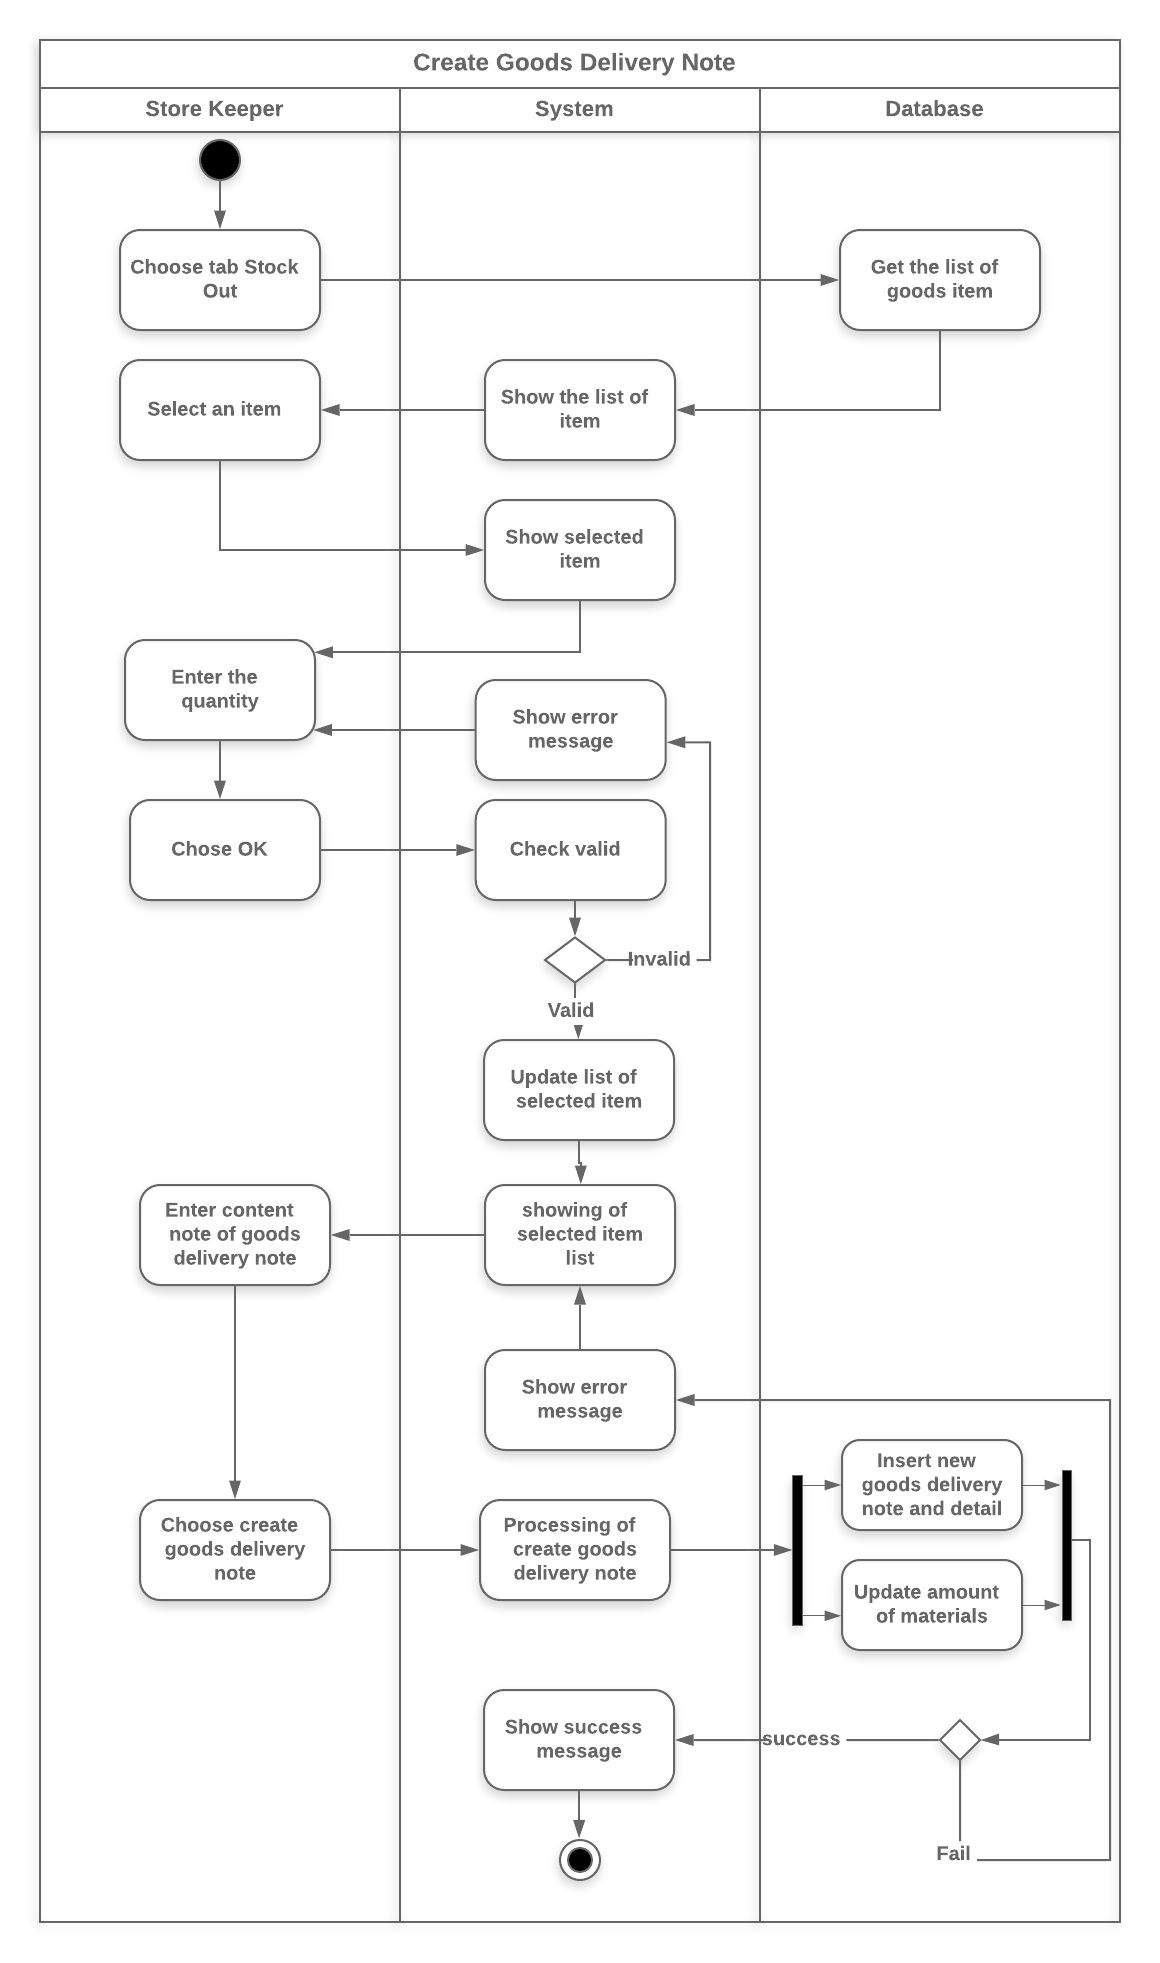 Create Goods Delivery Note
Store Keeper
System
Database
Choose tab Stock
Out
Get the list of
goods item
Select an item
Show the list of
item
Show selected
item
Enter the
quantity
Show error
message
Chose OK
Check valid
Invalid
Valid
Update list of
selected item
Enter content
note of goods
delivery note
showing of
selected item
list
Show error
message
Insert new
goods delivery
note and detail
Choose create
goods delivery
note
Processing of
create goods
delivery note
Update amount
of materials
Show success
message
success
Fail